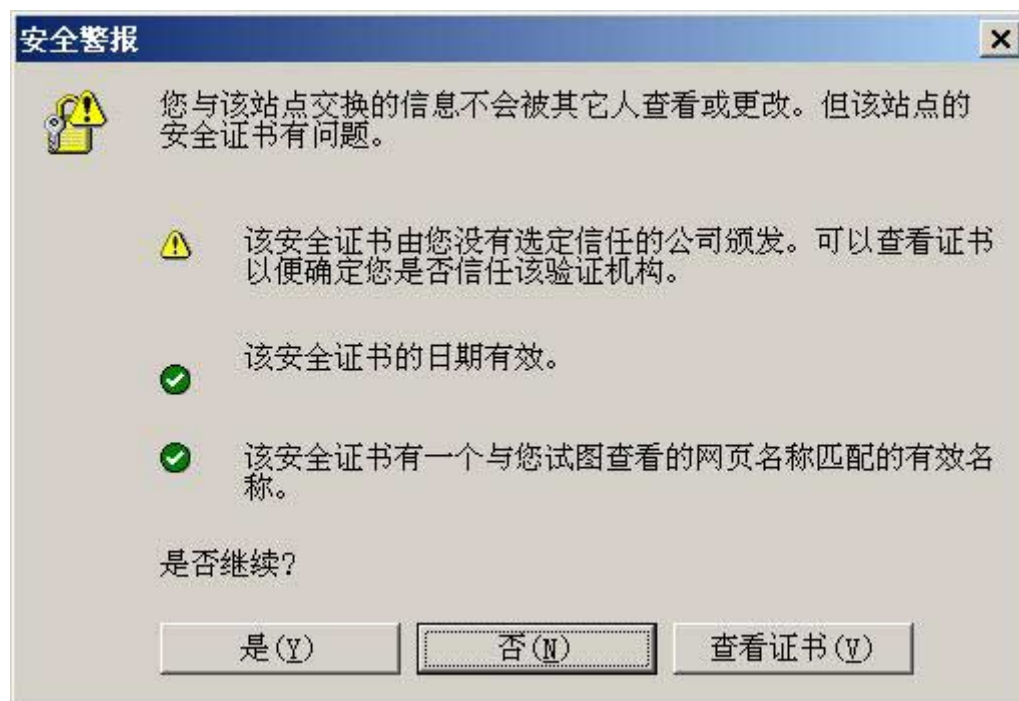 安全警报
您与该站点交换的信息不会被其它人查看或更改。但该站点的
安全证书有问题。
该安全证书由您没有选定信任的公司颁发。可以查看证书
以便确定您是否信任该验证机构。
该安全证书的日期有效。
该安全证书有一个与您试图查看的网页名称匹配的有效名
称。
是否继续?
是(Y) 否(N) 查看证书(V)